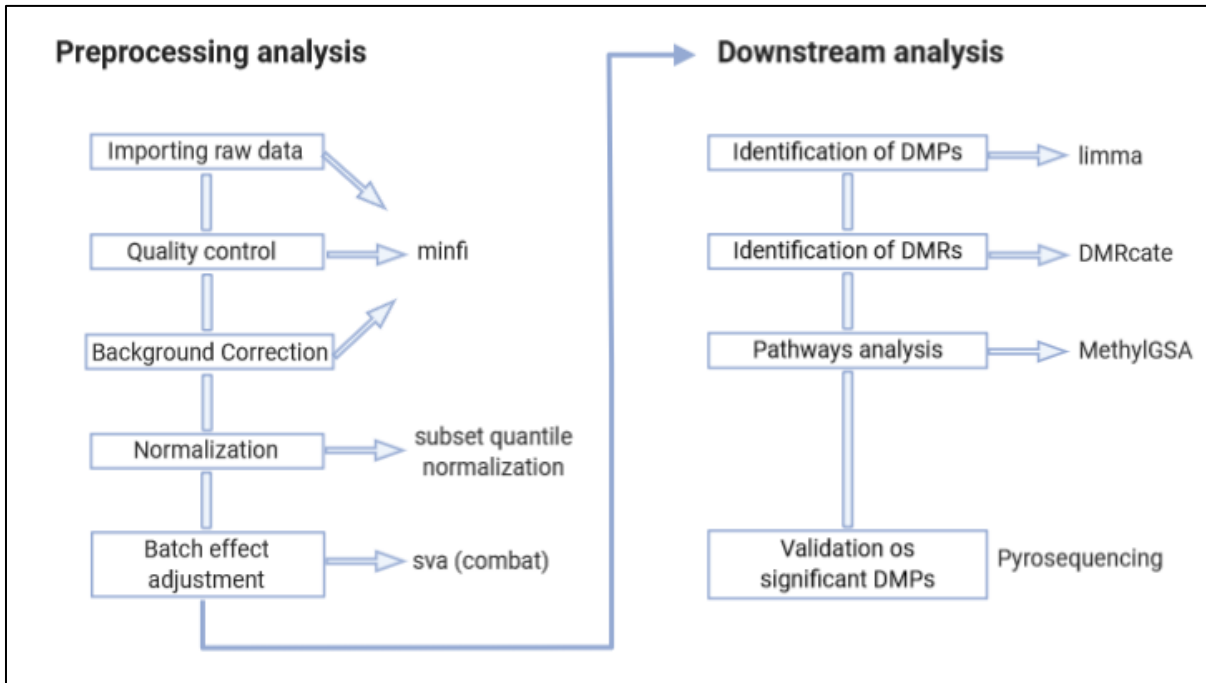 Preprocessing analysis
Importing raw data
Quality control
minfi
Background Correction
Normalization
subset quantile
normalization
Batch effect
adjustment
sva (combat)
Downstream analysis
Identification of DMPs
limma
Identification of DMRs
DMRcate
Pathways analysis
MethylGSA
Validation os
significant DMPs
Pyrosequencing